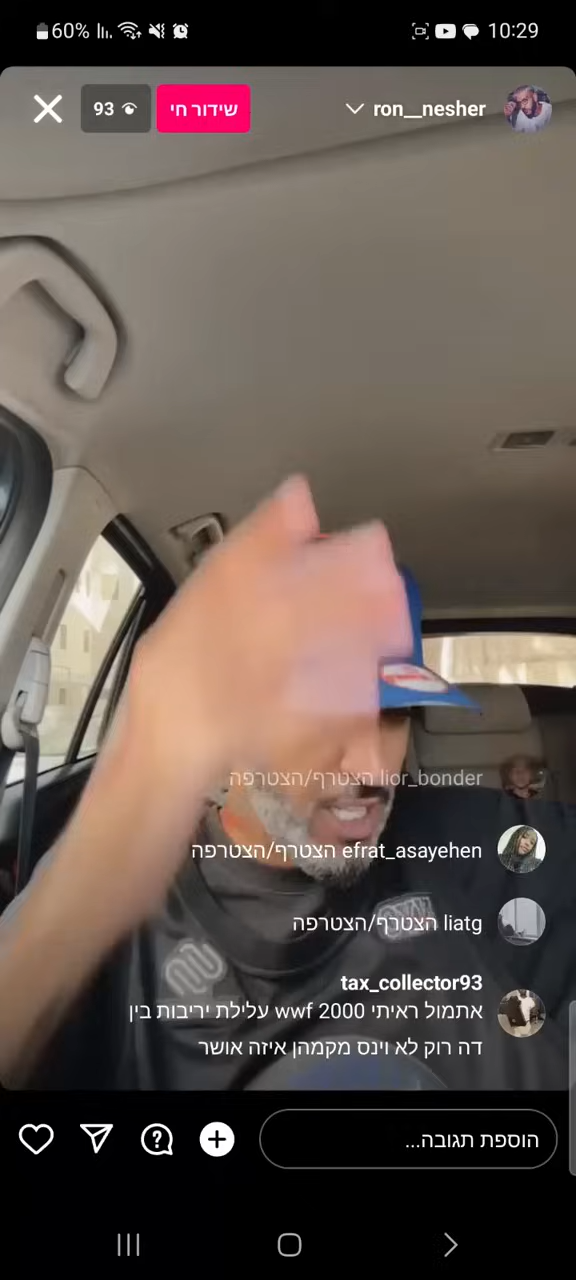 60%
10:29
93
שידור חי
ron__nesher
lior_bonder הצטרף/הצטרפה
efrat_asayehen הצטרף/הצטרפה
liatg הצטרף/הצטרפה
tax_collector93
אתמול ראיתי wwf 2000 עלילת יריבות בין
דה רוק לא וינס מקמהן איזה אושר
הוספת תגובה...